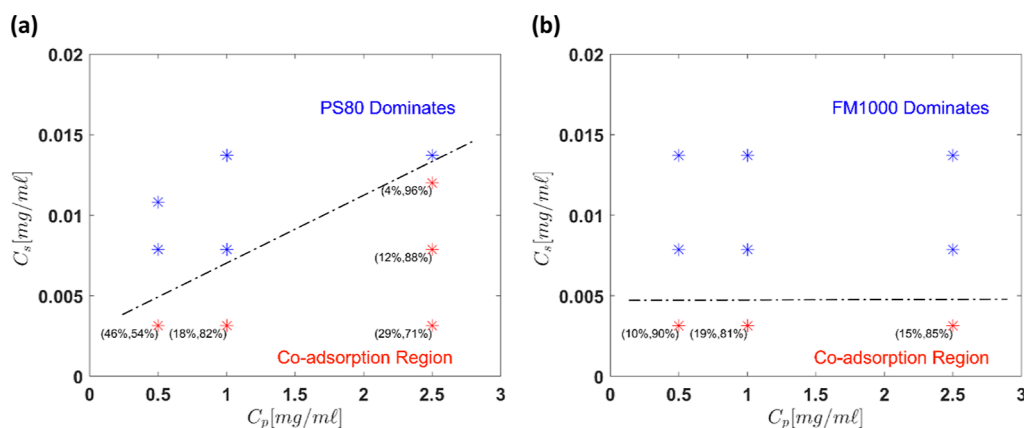 (a)
0.02
0.015
0.01
0.005
0
C_s[mg/mℓ]
PS80 Dominates
(4%,96%)
(12%,88%)
(46%,54%)
(18%,82%)
(29%,71%)
Co-adsorption Region
0 0.5 1 1.5 2 2.5 3
C_p[mg/mℓ]
(b)
0.02
0.015
0.01
0.005
0
C_s[mg/mℓ]
FM1000 Dominates
(10%,90%)
(19%,81%)
(15%,85%)
Co-adsorption Region
0 0.5 1 1.5 2 2.5 3
C_p[mg/mℓ]